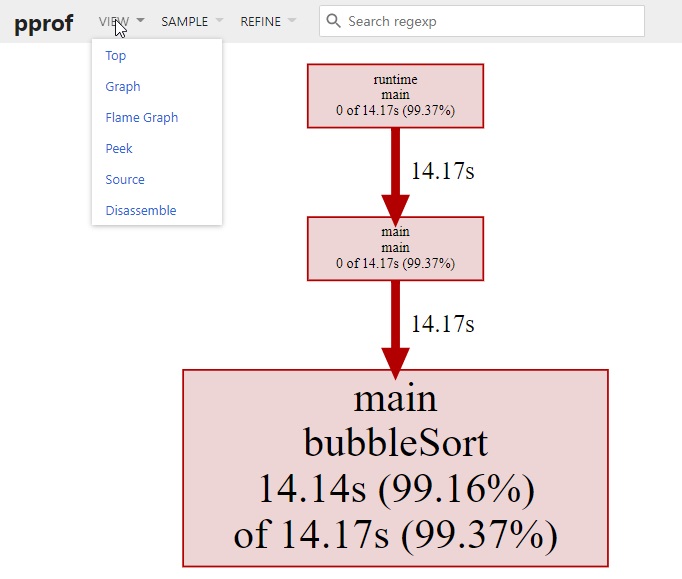 pprof VIEW SAMPLE REFINE Search regexp
Top
Graph
Flame Graph
Peek
Source
Disassemble
runtime
main
0 of 14.17s (99.37%)
14.17s
main
main
0 of 14.17s (99.37%)
14.17s
main
bubbleSort
14.14s (99.16%)
of 14.17s (99.37%)